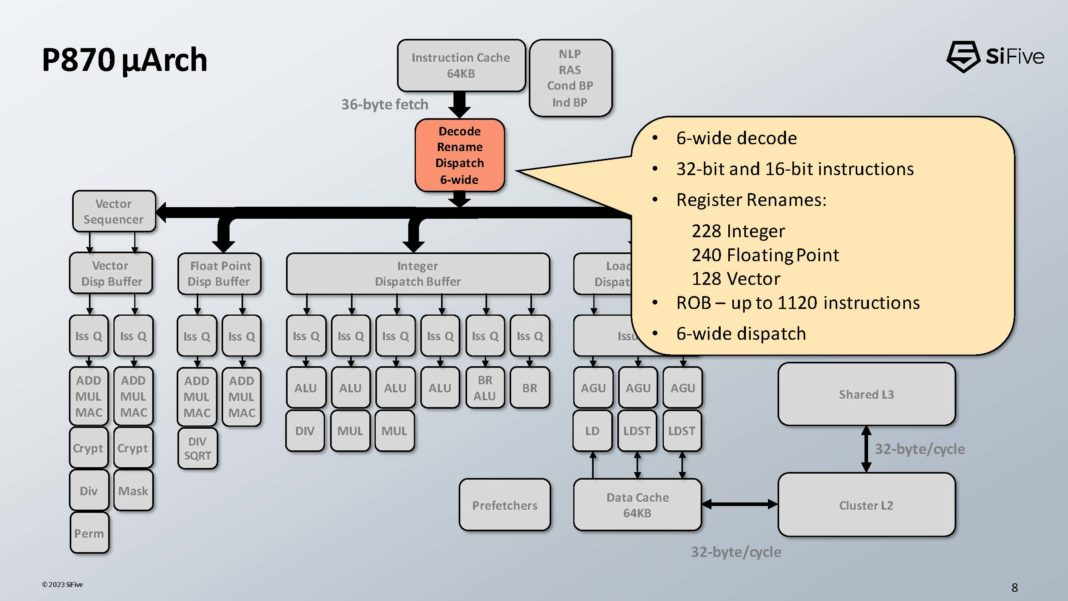 P870 µArch
SiFive
Instruction Cache
64KB
NLP
RAS
Cond BP
Ind BP
36-byte fetch
Decode
Rename
Dispatch
6-wide
• 6-wide decode
• 32-bit and 16-bit instructions
• Register Renames:
228 Integer
240 Floating Point
128 Vector
• ROB – up to 1120 instructions
• 6-wide dispatch
Vector
Sequencer
Vector
Disp Buffer
Float Point
Disp Buffer
Integer
Dispatch Buffer
Iss Q
Iss Q
Iss Q
Iss Q
Iss Q
Iss Q
Iss Q
Iss Q
Iss Q
Iss Q
ADD
MUL
MAC
ADD
MUL
MAC
ADD
MUL
MAC
ADD
MUL
MAC
ALU
ALU
ALU
ALU
BR
ALU
BR
AGU
AGU
AGU
Crypt
Crypt
DIV
SQRT
DIV
MUL
MUL
LD
LDST
LDST
Div
Mask
Perm
Prefetchers
Data Cache
64KB
Shared L3
32-byte/cycle
Cluster L2
32-byte/cycle
© 2023 SiFive
8